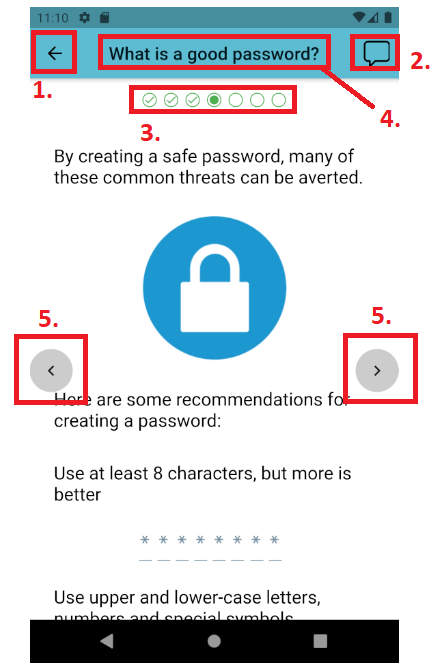 11:10
What is a good password?
1.
2.
3.
4.
By creating a safe password, many of
these common threats can be averted.
5.
5.
Here are some recommendations for
creating a password:
Use at least 8 characters, but more is
better
* * * * * * * *
Use upper and lower-case letters,
numbers and special symbols